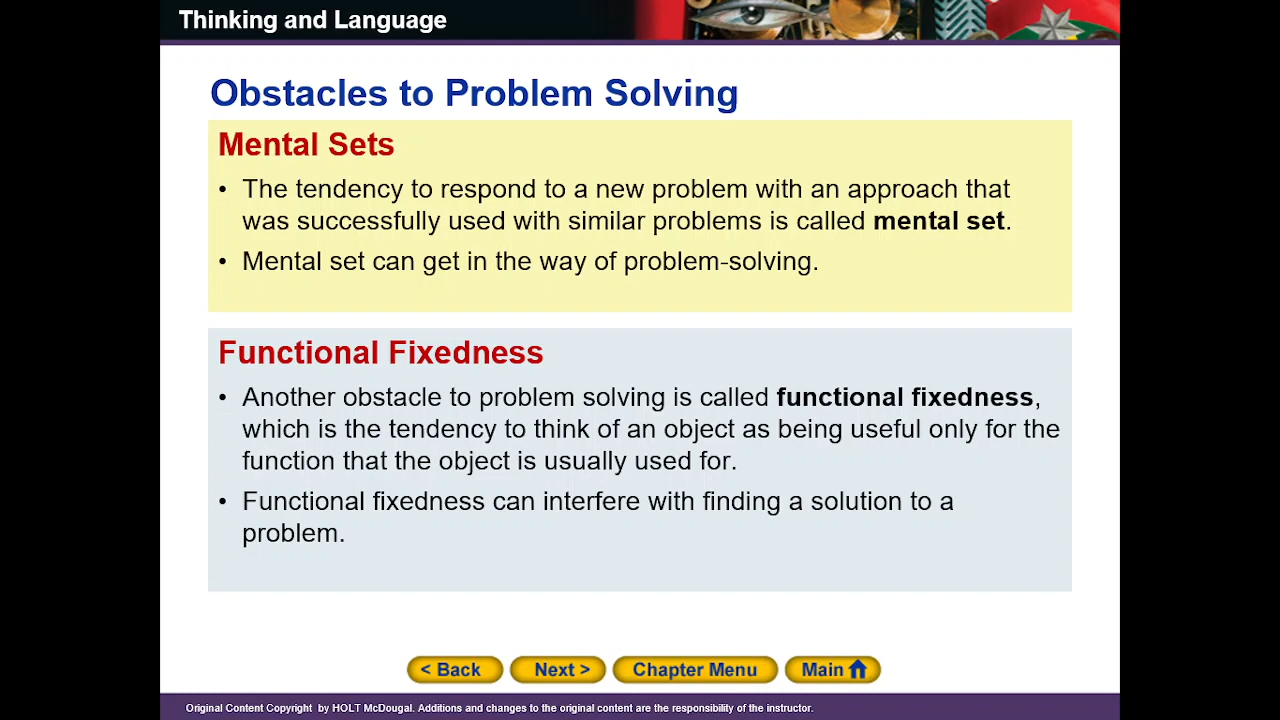 Thinking and Language
Obstacles to Problem Solving
Mental Sets
• The tendency to respond to a new problem with an approach that
was successfully used with similar problems is called mental set.
• Mental set can get in the way of problem-solving.
Functional Fixedness
• Another obstacle to problem solving is called functional fixedness,
which is the tendency to think of an object as being useful only for the
function that the object is usually used for.
• Functional fixedness can interfere with finding a solution to a
problem.
< Back Next > Chapter Menu Main
Original Content Copyright by HOLT McDougal. Additions and changes to the original content are the responsibility of the instructor.